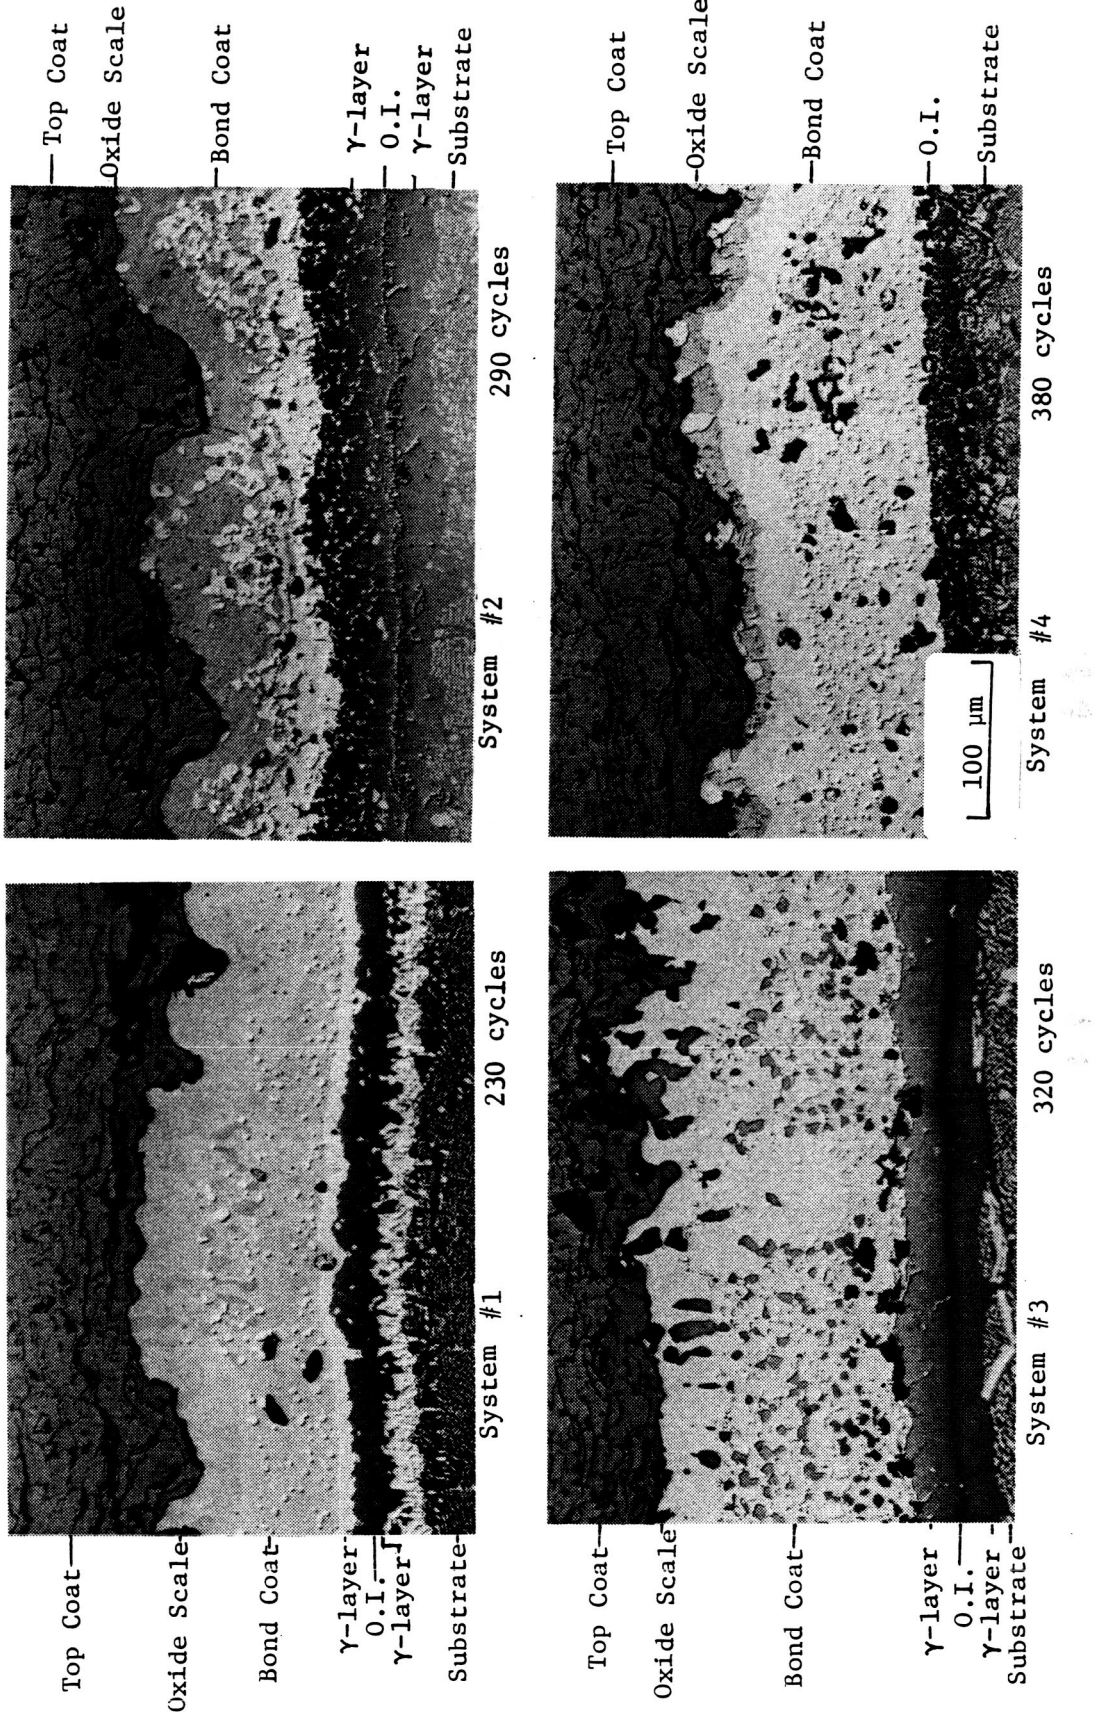 Top Coat
Oxide Scale
Bond Coat
γ-layer
O.I.
γ-layer
Substrate
System #1
230 cycles
Top Coat
Oxide Scale
Bond Coat
γ-layer
O.I.
γ-layer
Substrate
System #2
290 cycles
Top Coat
Oxide Scale
Bond Coat
γ-layer
O.I.
γ-layer
Substrate
System #3
320 cycles
Top Coat
Oxide Scale
Bond Coat
O.I.
Substrate
100 μm
System #4
380 cycles